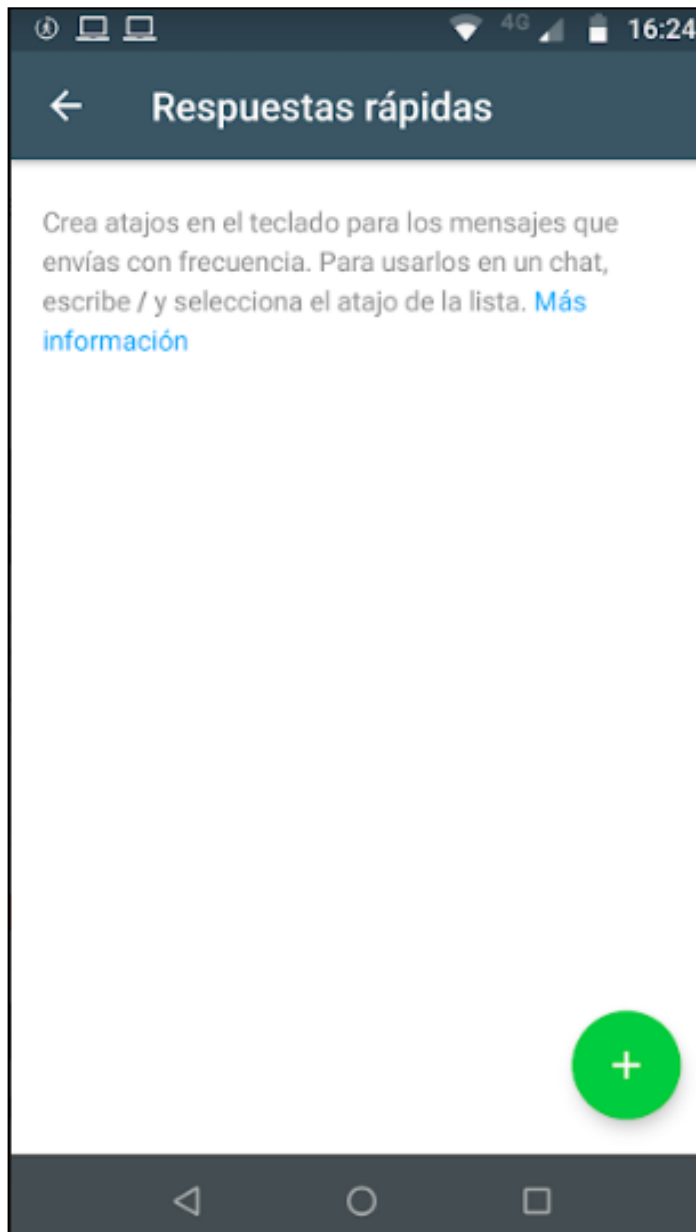 4G 16:24
Respuestas rápidas
Crea atajos en el teclado para los mensajes que
envías con frecuencia. Para usarlos en un chat,
escribe / y selecciona el atajo de la lista. Más
información
+